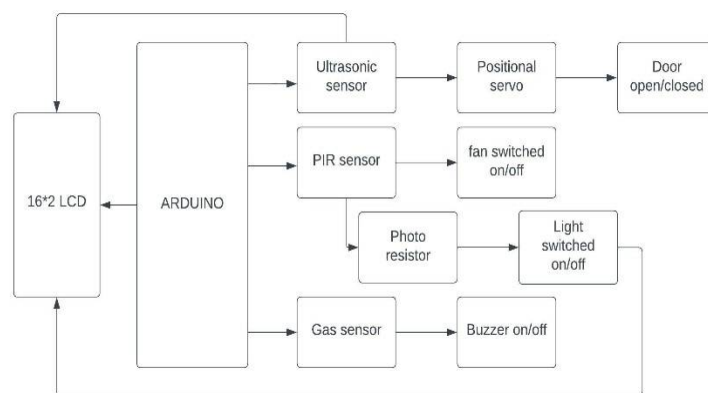 Ultrasonic
sensor
Positional
servo
Door
open/closed
16*2 LCD
ARDUINO
PIR sensor
fan switched
on/off
Photo
resistor
Light
switched
on/off
Gas sensor
Buzzer on/off